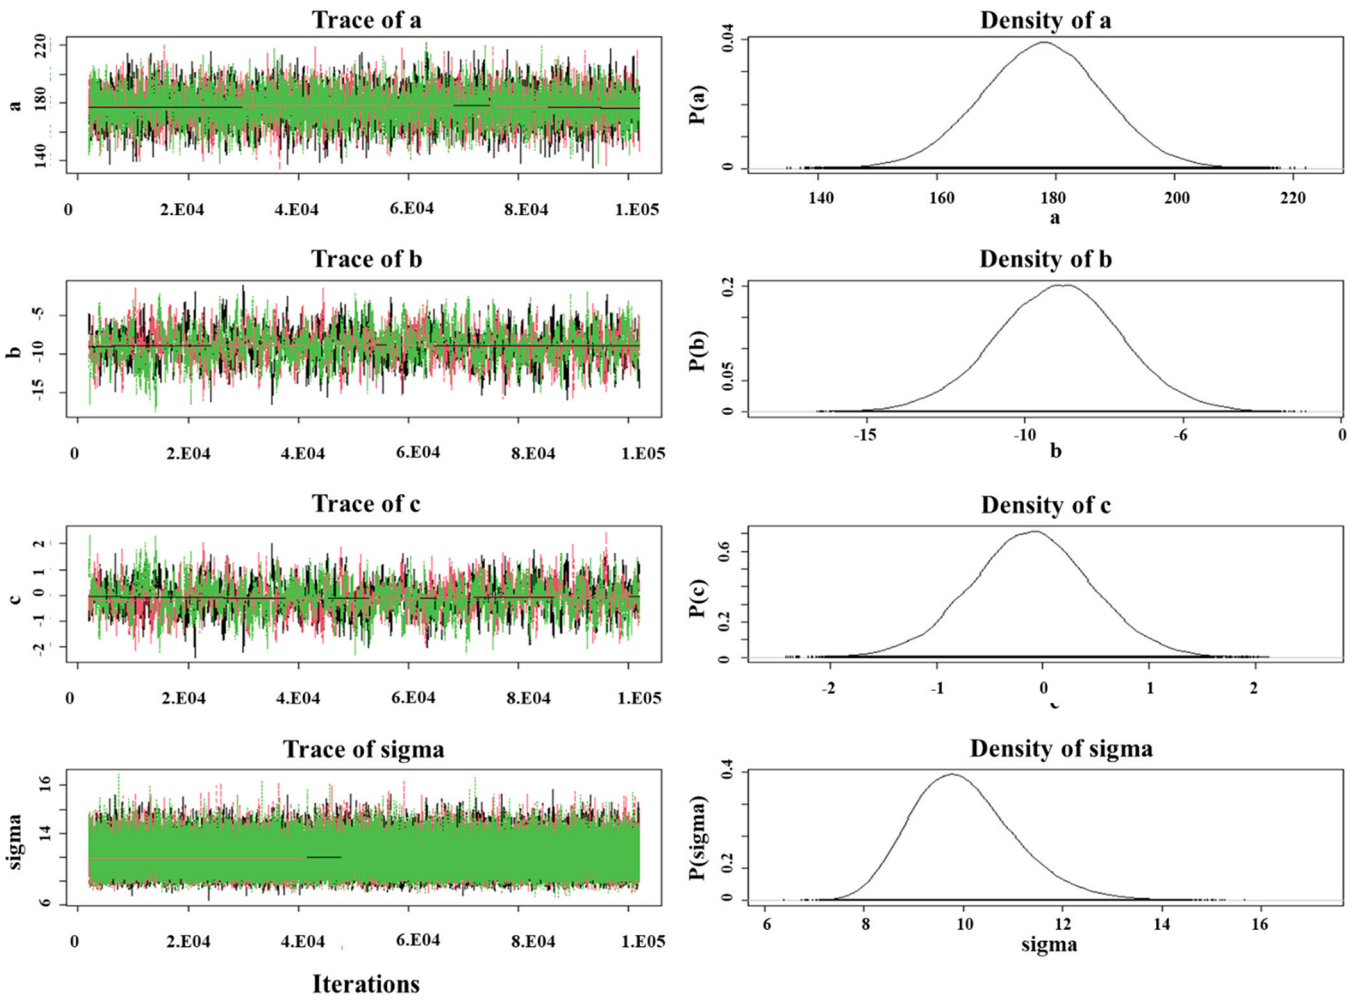 Trace of a
a
220
180
140
0 2.E04 4.E04 6.E04 8.E04 1.E05
Density of a
P(a)
0.04
0
140 160 180 200 220
a
Trace of b
b
-5
-10
-15
0 2.E04 4.E04 6.E04 8.E04 1.E05
Density of b
P(b)
0.2
0.05
0
-15 -10 -6 0
b
Trace of c
c
2
1
0
-1
-2
0 2.E04 4.E04 6.E04 8.E04 1.E05
Density of c
P(c)
0.6
0.2
0
-2 -1 0 1 2
Trace of sigma
sigma
16
14
6
0 2.E04 4.E04 6.E04 8.E04 1.E05
Iterations
Density of sigma
P(sigma)
0.4
0.2
0
6 8 10 12 14 16
sigma